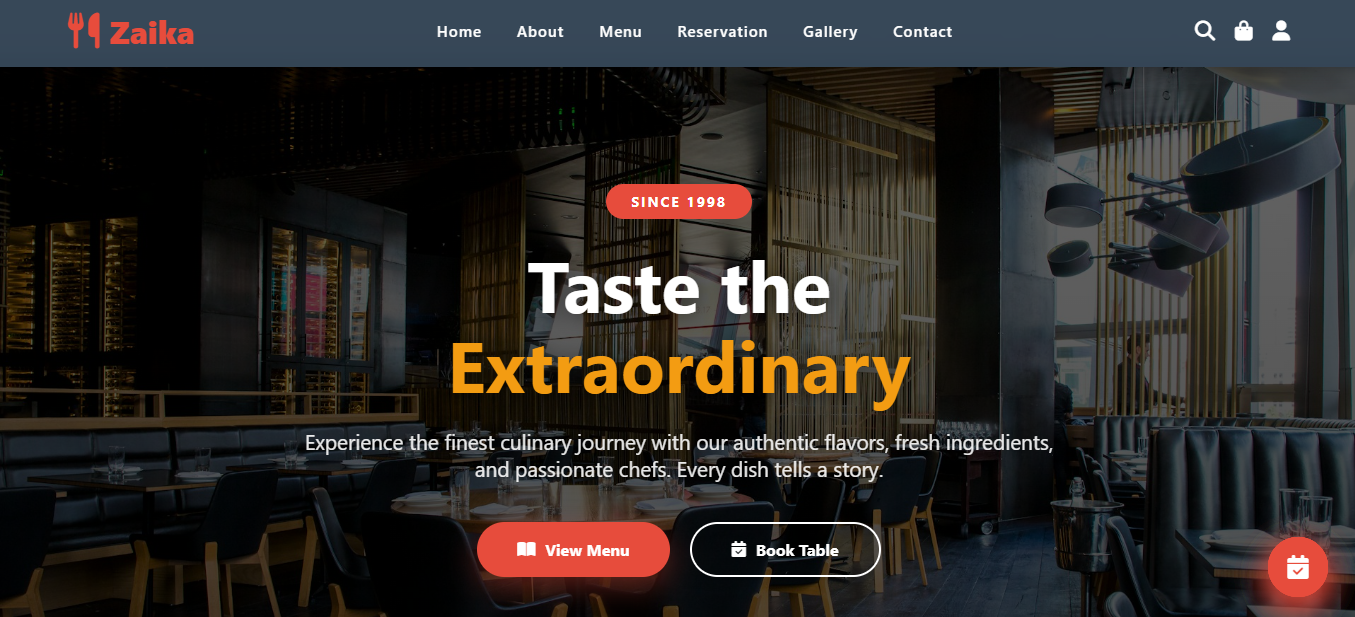 Zaika
Home About Menu Reservation Gallery Contact
SINCE 1998
Taste the
Extraordinary
Experience the finest culinary journey with our authentic flavors, fresh ingredients,
and passionate chefs. Every dish tells a story.
View Menu Book Table